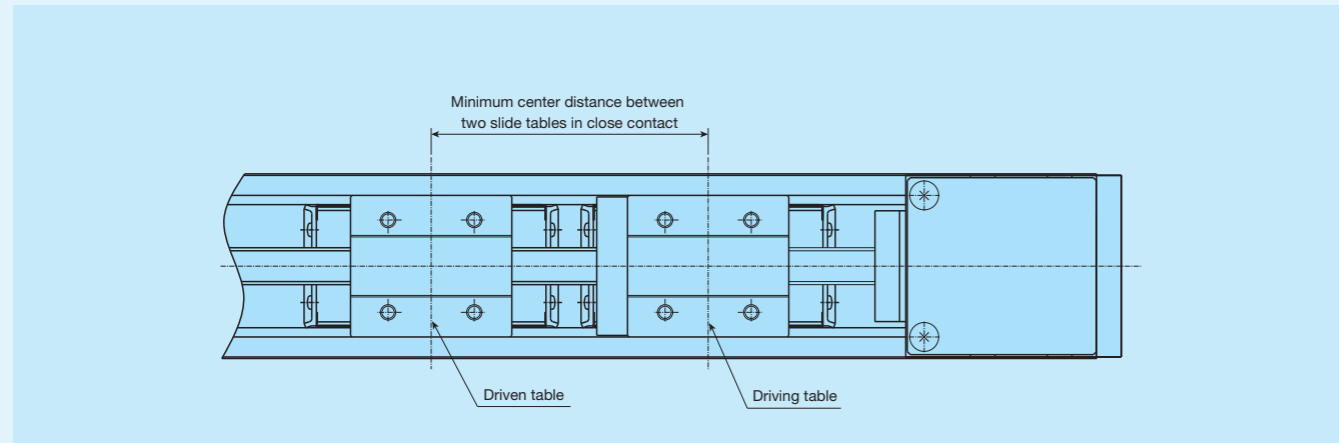 Minimum center distance between
two slide tables in close contact
Driven table
Driving table